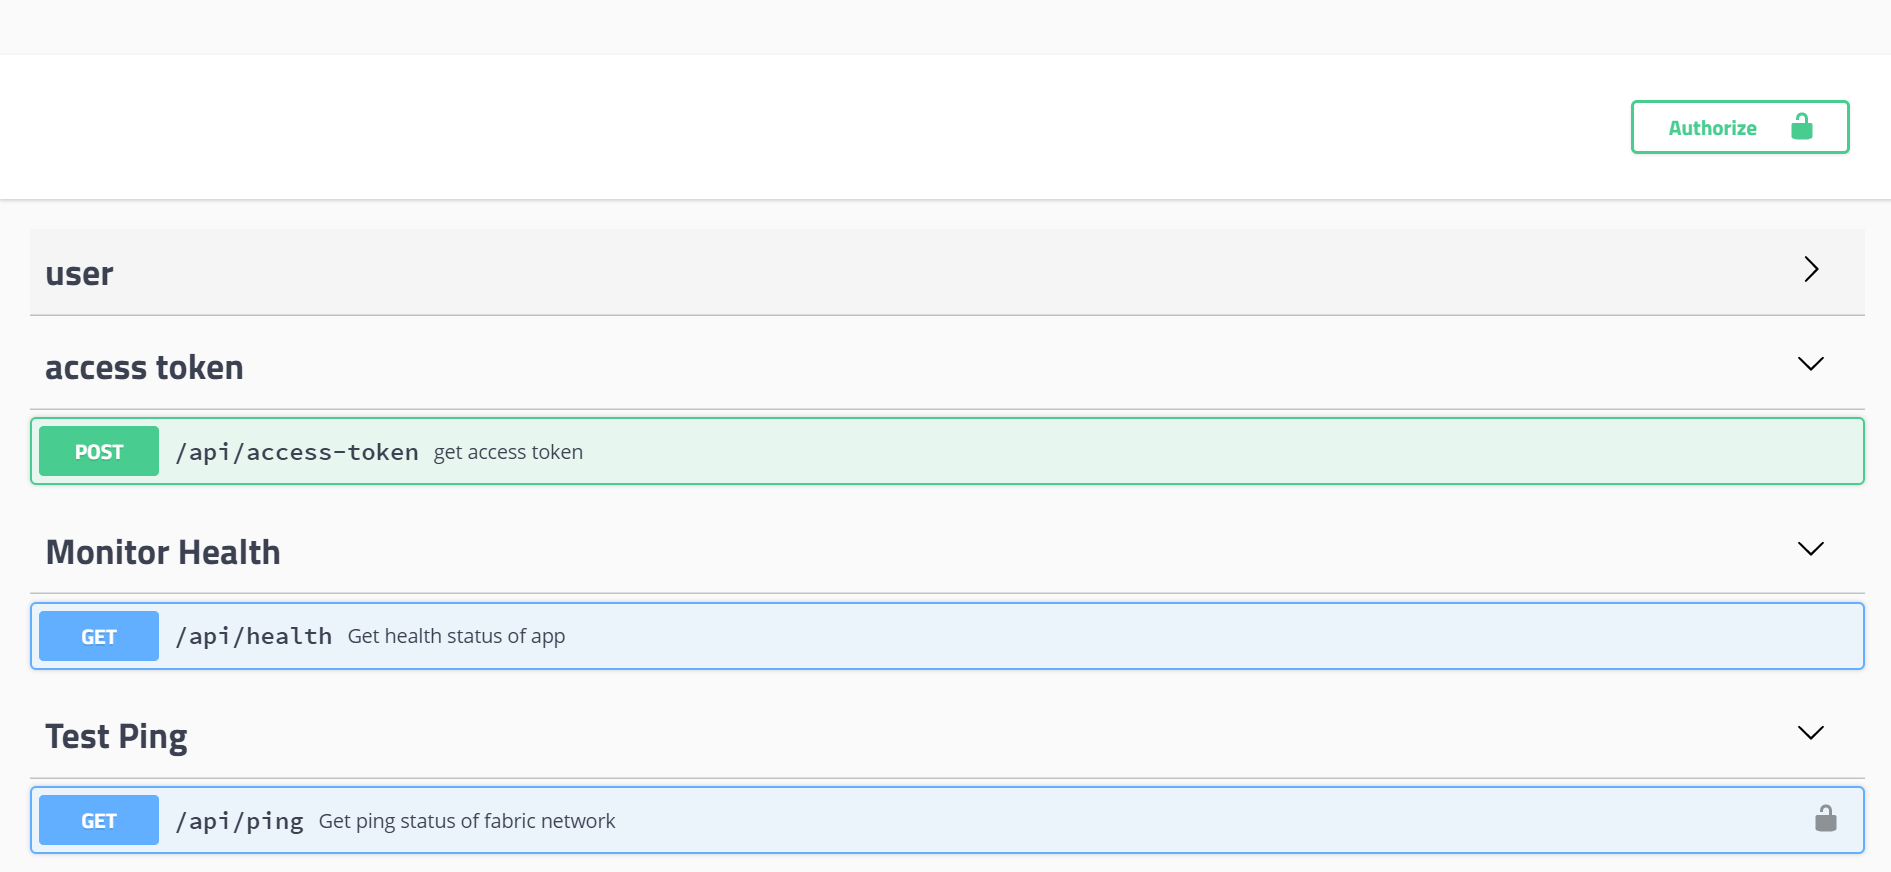 Authorize
user
access token
POST /api/access-token get access token
Monitor Health
GET /api/health Get health status of app
Test Ping
GET /api/ping Get ping status of fabric network